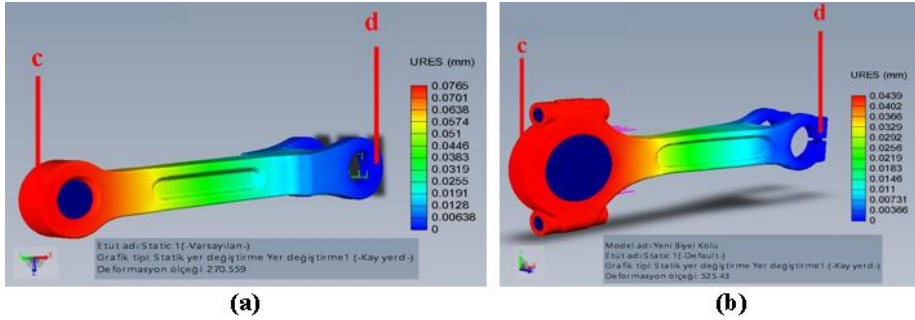 c
d
URES (mm)
0.0765
0.0701
0.0638
0.0574
0.051
0.0446
0.0383
0.0319
0.0255
0.0191
0.0128
0.00638
0
Etüt adı:Static 1(-Varsayılan-)
Grafik tipi: Statik yer değiştirme Yer değiştirme1 (-Kay yerd-)
Deformasyon ölçeği: 270.559
(a)
c
d
URES (mm)
0.0439
0.0402
0.0366
0.0329
0.0292
0.0256
0.0219
0.0183
0.0146
0.011
0.00731
0.00366
0
Model adı:Yeni Biyel Kolu
Etüt adı:Static 1(-Default-)
Grafik tipi: Statik yer değiştirme Yer değiştirme1 (-Kay yerd-)
Deformasyon ölçeği: 325.43
(b)